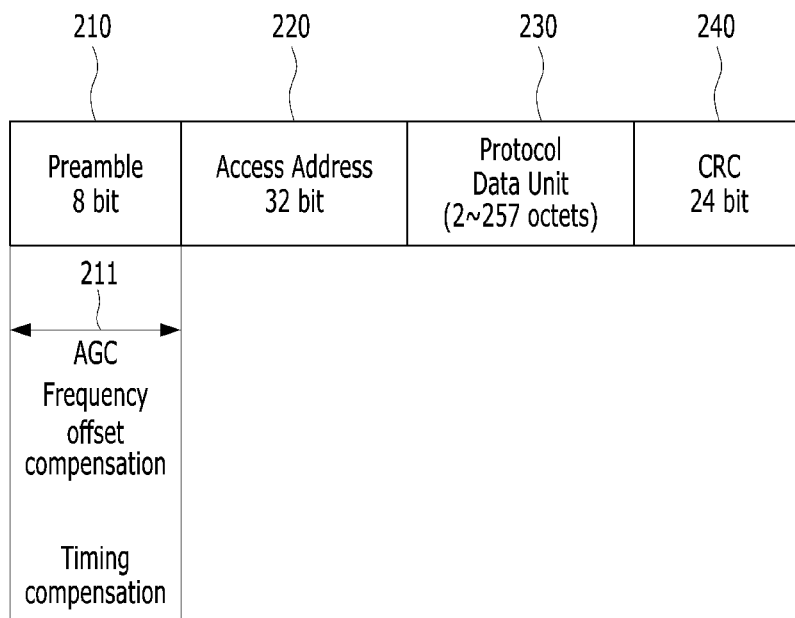 210
220
230
240
Preamble
8 bit
Access Address
32 bit
Protocol
Data Unit
(2~257 octets)
CRC
24 bit
211
AGC
Frequency
offset
compensation
Timing
compensation